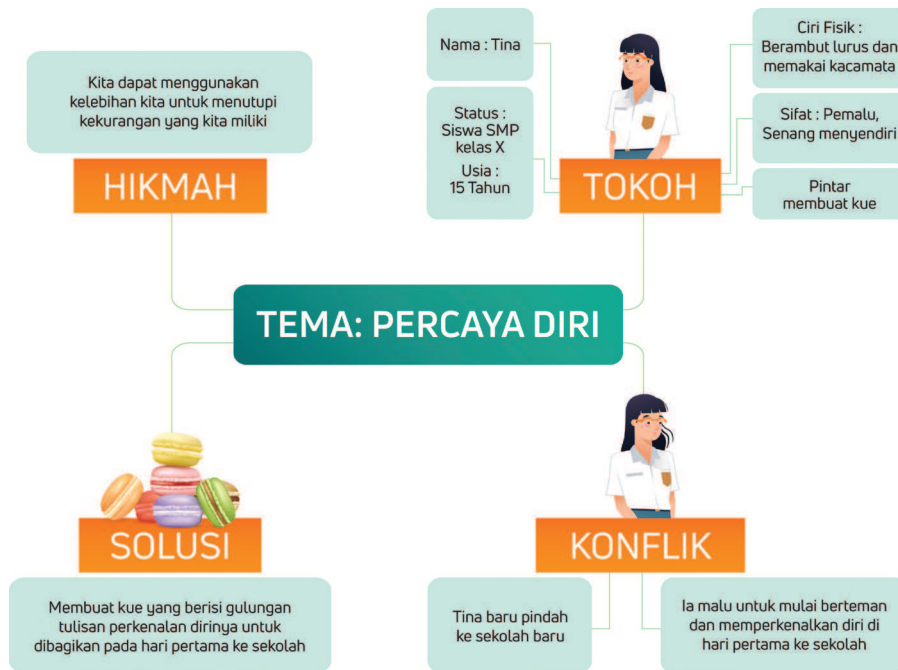 Kita dapat menggunakan
kelebihan kita untuk menutupi
kekurangan yang kita miliki
HIKMAH
Nama : Tina
Status :
Siswa SMP
kelas X
Usia :
15 Tahun
TOKOH
Ciri Fisik :
Berambut lurus dan
memakai kacamata
Sifat : Pemalu,
Senang menyendiri
Pintar
membuat kue
TEMA: PERCAYA DIRI
SOLUSI
Membuat kue yang berisi gulungan
tulisan perkenalan dirinya untuk
dibagikan pada hari pertama ke sekolah
KONFLIK
Tina baru pindah
ke sekolah baru
Ia malu untuk mulai berteman
dan memperkenalkan diri di
hari pertama ke sekolah